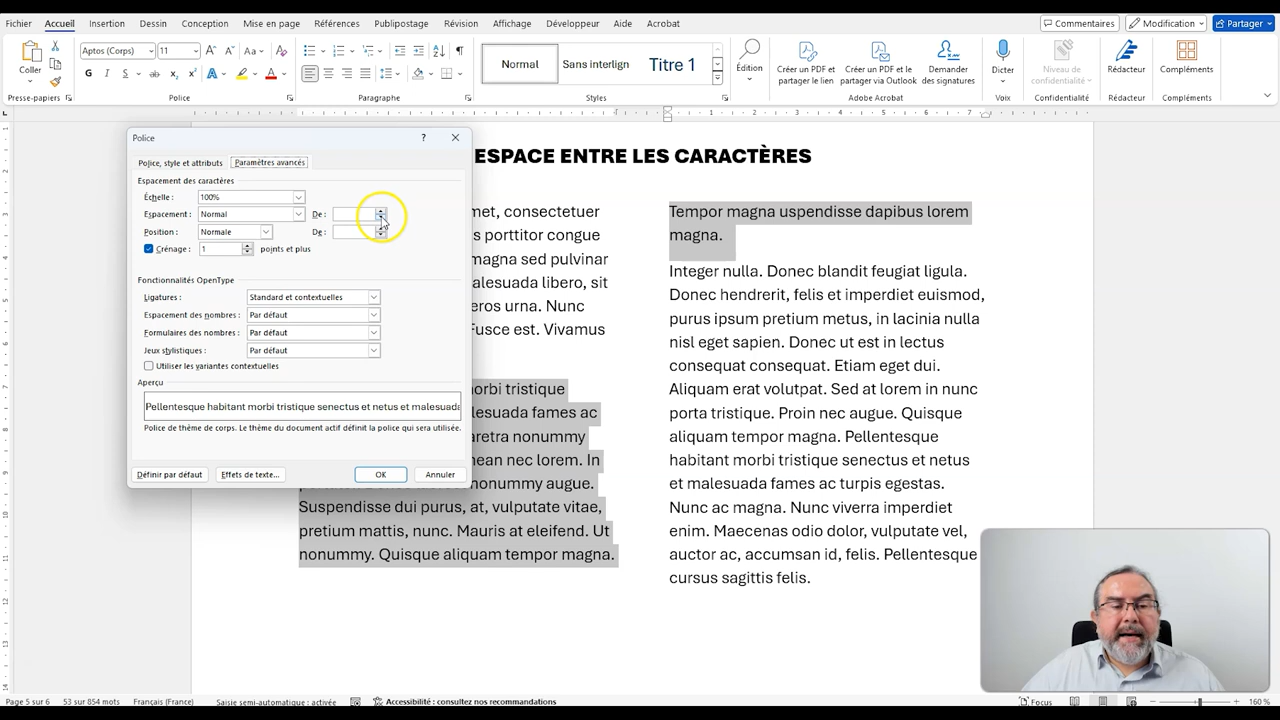 Fichier Accueil Insertion Dessin Conception Mise en page Références Publipostage Révision Affichage Développeur Aide Acrobat Commentaires Modification Partager
Coller
Aptos (Corps) 11
Normal Sans interlign Titre 1
Édition
Créer un PDF et partager le lien
Créer un PDF et partager via Outlook
Demander des signatures
Dicter
Niveau de confidentialité
Rédacteur
Compléments
Presse-papiers Police Paragraphe Styles Adobe Acrobat Voix Confidentialité Rédacteur Compléments
Police
Police, style et attributs Paramètres avancés
Espacement des caractères
Échelle : 100%
Espacement : Normal De :
Position : Normale De :
Crénage : 1 points et plus
Fonctionnalités OpenType
Ligatures : Standard et contextuelles
Espacement des nombres : Par défaut
Formulaires des nombres : Par défaut
Jeux stylistiques : Par défaut
Utiliser les variantes contextuelles
Aperçu
Pellentesque habitant morbi tristique senectus et netus et malesuada
Police de thème de corps. Le thème du document actif définit la police qui sera utilisée.
Définir par défaut Effets de texte... OK Annuler
ESPACE ENTRE LES CARACTÈRES
met, consectetuer
s porttitor congue
magna sed pulvinar
alesuada libero, sit
eros urna. Nunc
Fusce est. Vivamus
morbi tristique
lesuada fames ac
aretra nonummy
nean nec lorem. In
nonummy augue.
Suspendisse dui purus, at, vulputate vitae,
pretium mattis, nunc. Mauris at eleifend. Ut
nonummy. Quisque aliquam tempor magna.
Tempor magna uspendisse dapibus lorem
magna.
Integer nulla. Donec blandit feugiat ligula.
Donec hendrerit, felis et imperdiet euismod,
purus ipsum pretium metus, in lacinia nulla
nisl eget sapien. Donec ut est in lectus
consequat consequat. Etiam eget dui.
Aliquam erat volutpat. Sed at lorem in nunc
porta tristique. Proin nec augue. Quisque
aliquam tempor magna. Pellentesque
habitant morbi tristique senectus et netus
et malesuada fames ac turpis egestas.
Nunc ac magna. Nunc viverra imperdiet
enim. Maecenas odio dolor, vulputate vel,
auctor ac, accumsan id, felis. Pellentesque
cursus sagittis felis.
Page 5 sur 6 53 sur 854 mots Français (France) Saisie semi-automatique : activée Accessibilité : consultez nos recommandations Focus 160 %